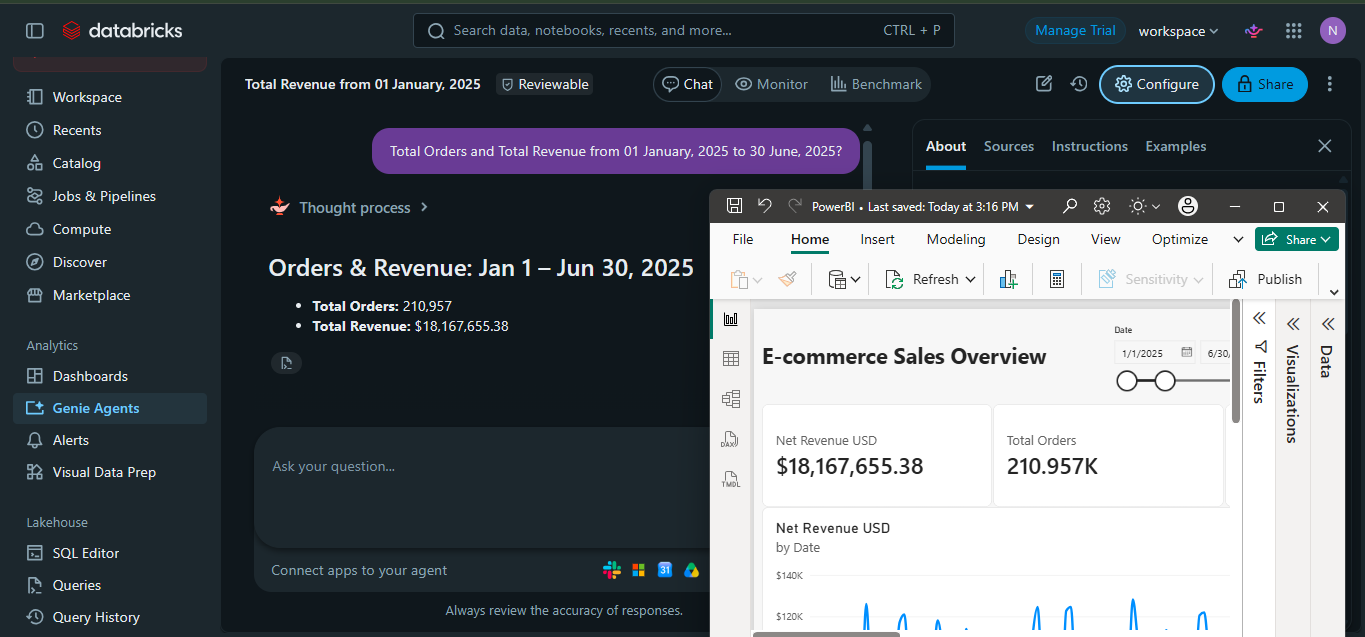 databricks
Search data, notebooks, recents, and more... CTRL + P
Manage Trial
workspace
N
Workspace
Recents
Catalog
Jobs & Pipelines
Compute
Discover
Marketplace
Analytics
Dashboards
Genie Agents
Alerts
Visual Data Prep
Lakehouse
SQL Editor
Queries
Query History
Total Revenue from 01 January, 2025
Reviewable
Chat
Monitor
Benchmark
Configure
Share
Total Orders and Total Revenue from 01 January, 2025 to 30 June, 2025?
Thought process
Orders & Revenue: Jan 1 – Jun 30, 2025
• Total Orders: 210,957
• Total Revenue: $18,167,655.38
Ask your question...
Connect apps to your agent
31
Always review the accuracy of responses.
About Sources Instructions Examples
PowerBI • Last saved: Today at 3:16 PM
File Home Insert Modeling Design View Optimize
Share
Refresh
Sensitivity
Publish
DAX
TMDL
E-commerce Sales Overview
Date
1/1/2025
6/30/
Net Revenue USD
$18,167,655.38
Total Orders
210.957K
Net Revenue USD
by Date
$140K
$120K
Filters
Visualizations
Data